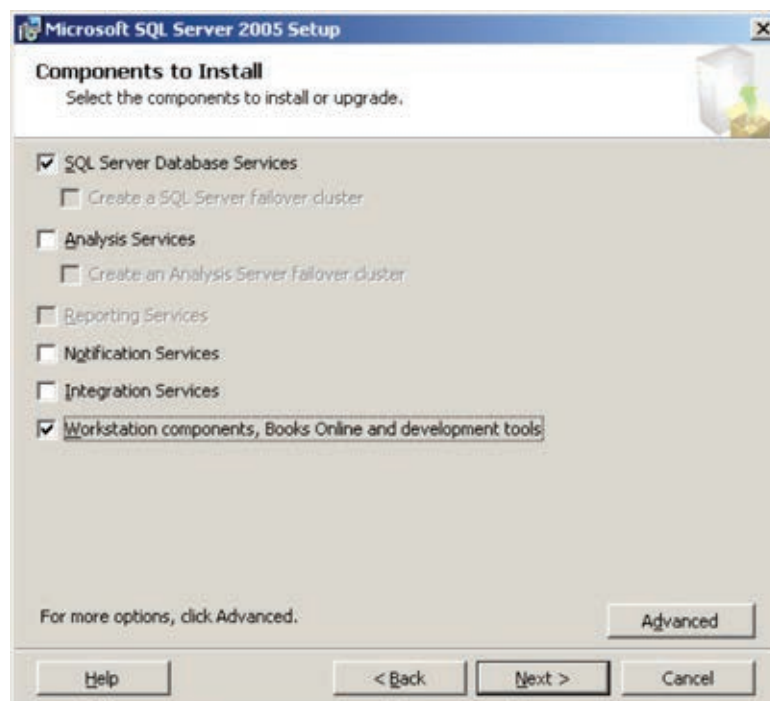 Microsoft SQL Server 2005 Setup
Components to Install
Select the components to install or upgrade.
SQL Server Database Services
Create a SQL Server failover cluster
Analysis Services
Create an Analysis Server failover cluster
Reporting Services
Notification Services
Integration Services
Workstation components, Books Online and development tools
For more options, click Advanced.
Advanced
Help
< Back
Next >
Cancel